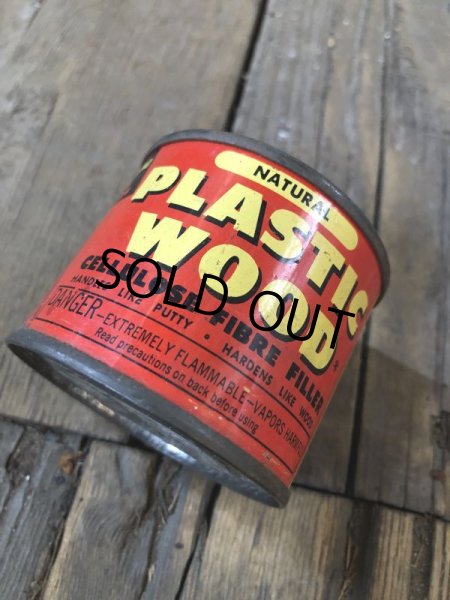 NATURAL
"PLASTIC
WOOD®
CELLULOSE FIBRE FILLER
HANDLES LIKE PUTTY • HARDENS LIKE WOOD
DANGER-EXTREMELY FLAMMABLE-VAPORS
Read precautions on back before using
SOLD OUT